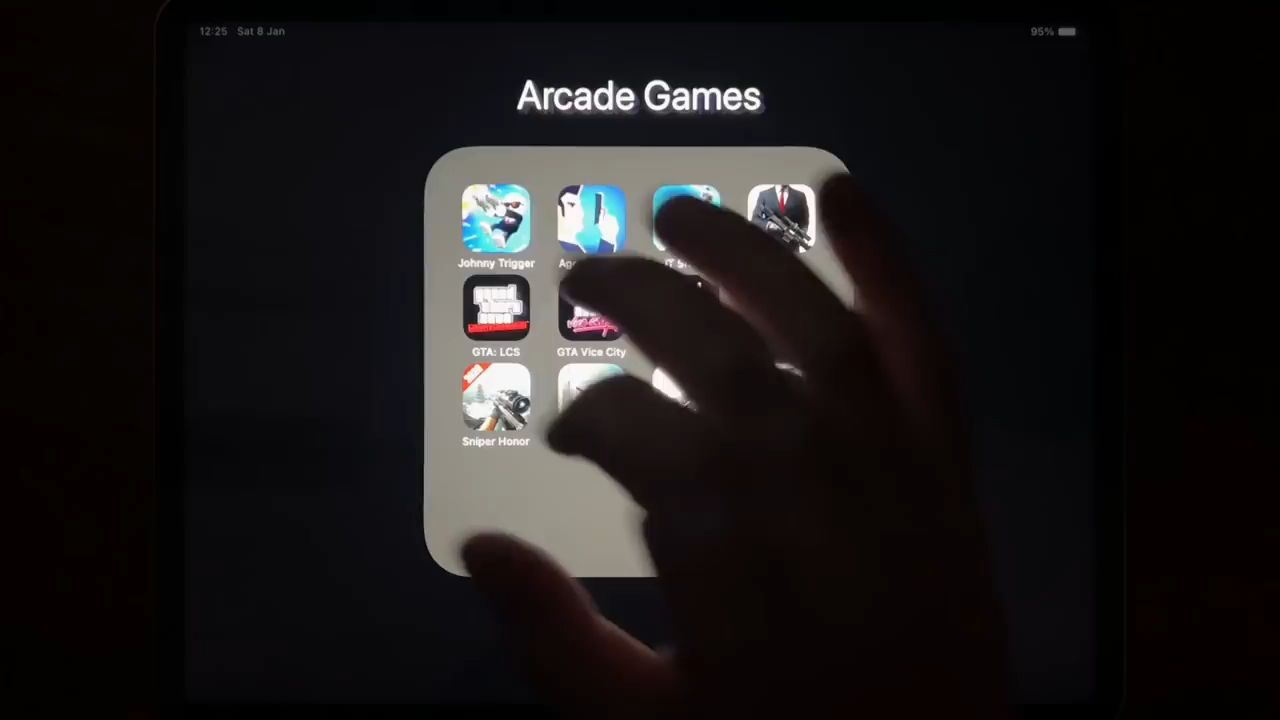 12:25 Sat 8 Jan
95%
Arcade Games
Johnny Trigger
GTA: LCS
GTA Vice City
Sniper Honor